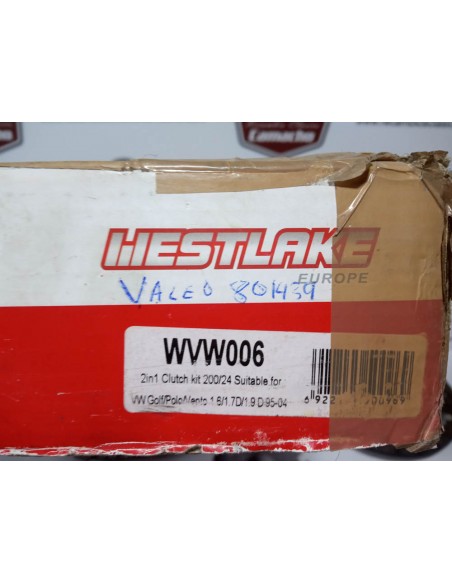 Camacho
WESTLAKE
EUROPE
VALEO 801459
WVW006
2in1 Clutch kit 200/24 Suitable for
VW Golf/Polo/Vento 1.6/1.7D/1.9 D 95-04